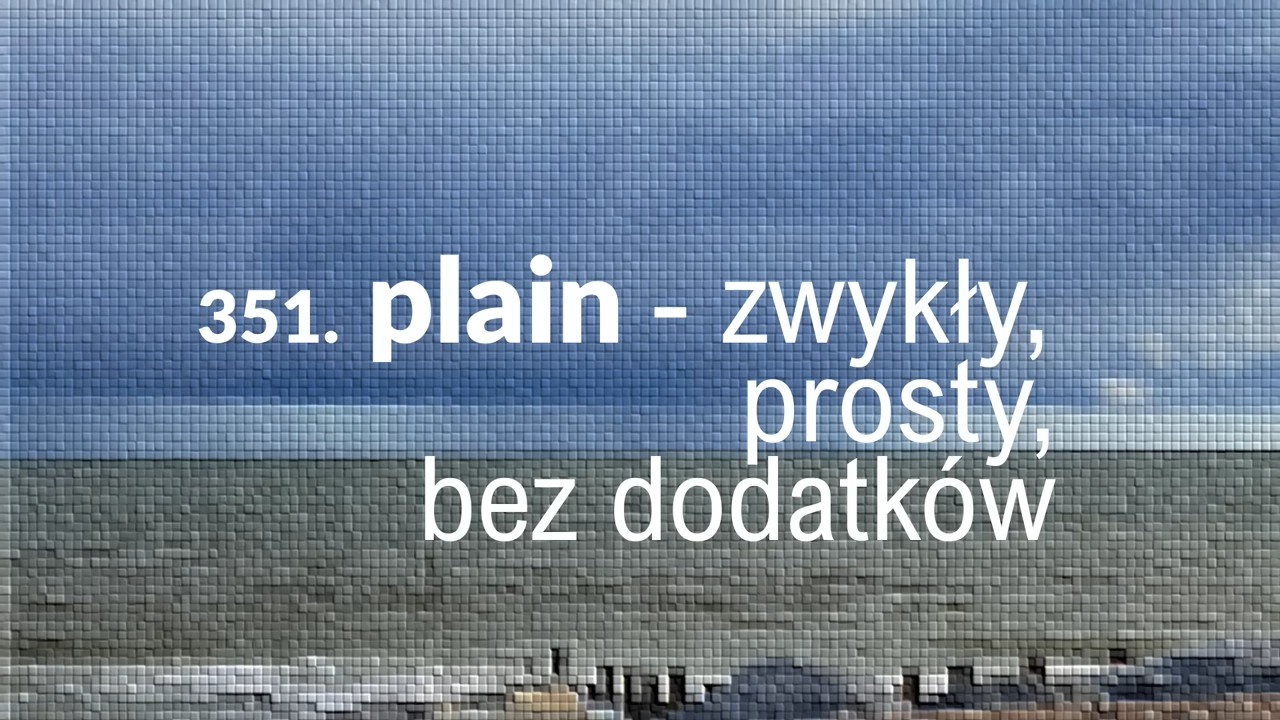 351. plain - zwykły,
prosty,
bez dodatków